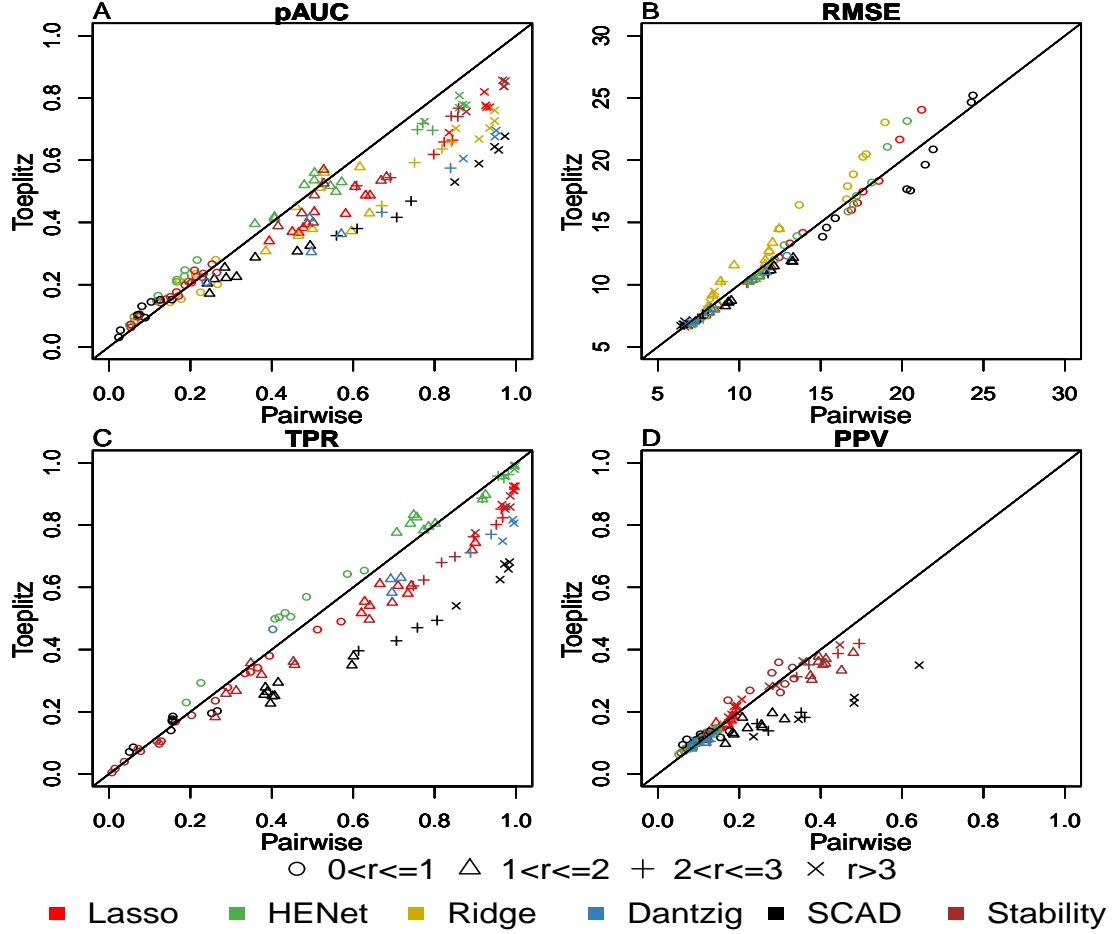 A
pAUC
1.0
0.8
0.6
0.4
0.2
0.0
Toeplitz
0.0 0.2 0.4 0.6 0.8 1.0
Pairwise
B
RMSE
30
25
20
15
10
5
Toeplitz
5 10 15 20 25 30
Pairwise
C
TPR
1.0
0.8
0.6
0.4
0.2
0.0
Toeplitz
0.0 0.2 0.4 0.6 0.8 1.0
Pairwise
D
PPV
1.0
0.8
0.6
0.4
0.2
0.0
Toeplitz
0.0 0.2 0.4 0.6 0.8 1.0
Pairwise
0<r<=1 1<r<=2 2<r<=3 r>3
Lasso HENet Ridge Dantzig SCAD Stability